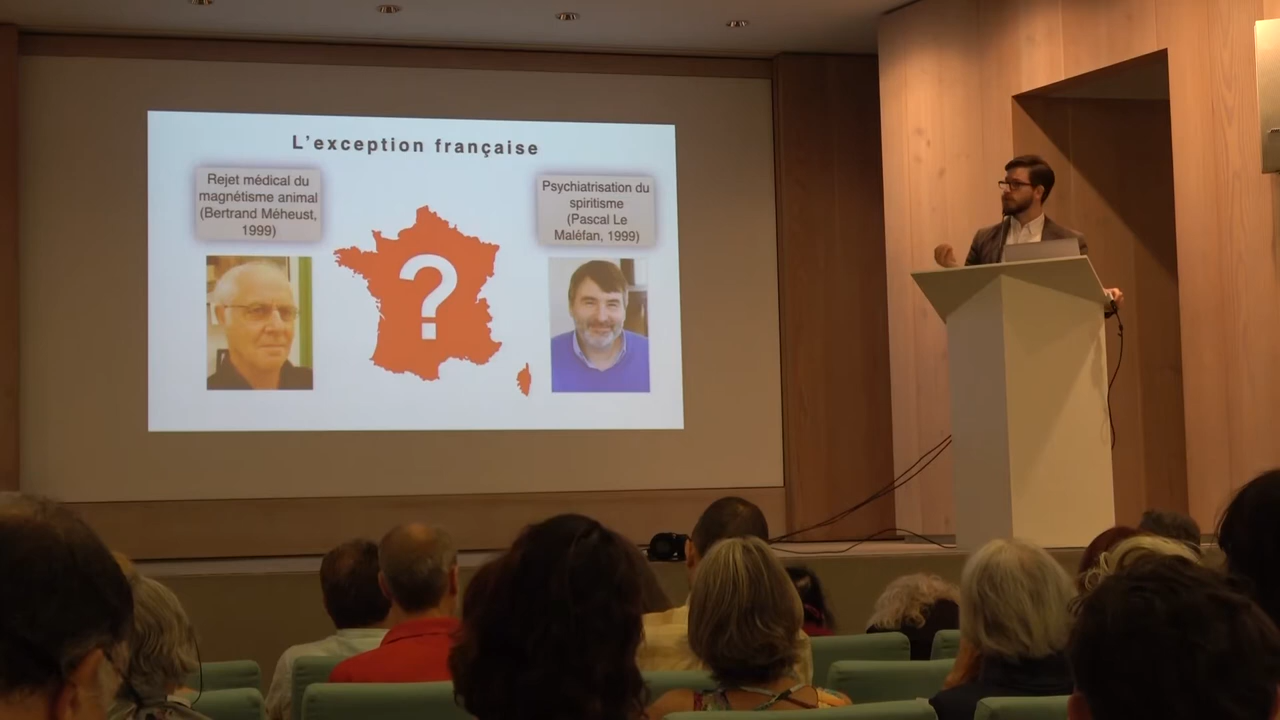 L'exception française
Rejet médical du
magnétisme animal
(Bertrand Méheust,
1999)
?
Psychiatrisation du
spiritisme
(Pascal Le
Maléfan, 1999)